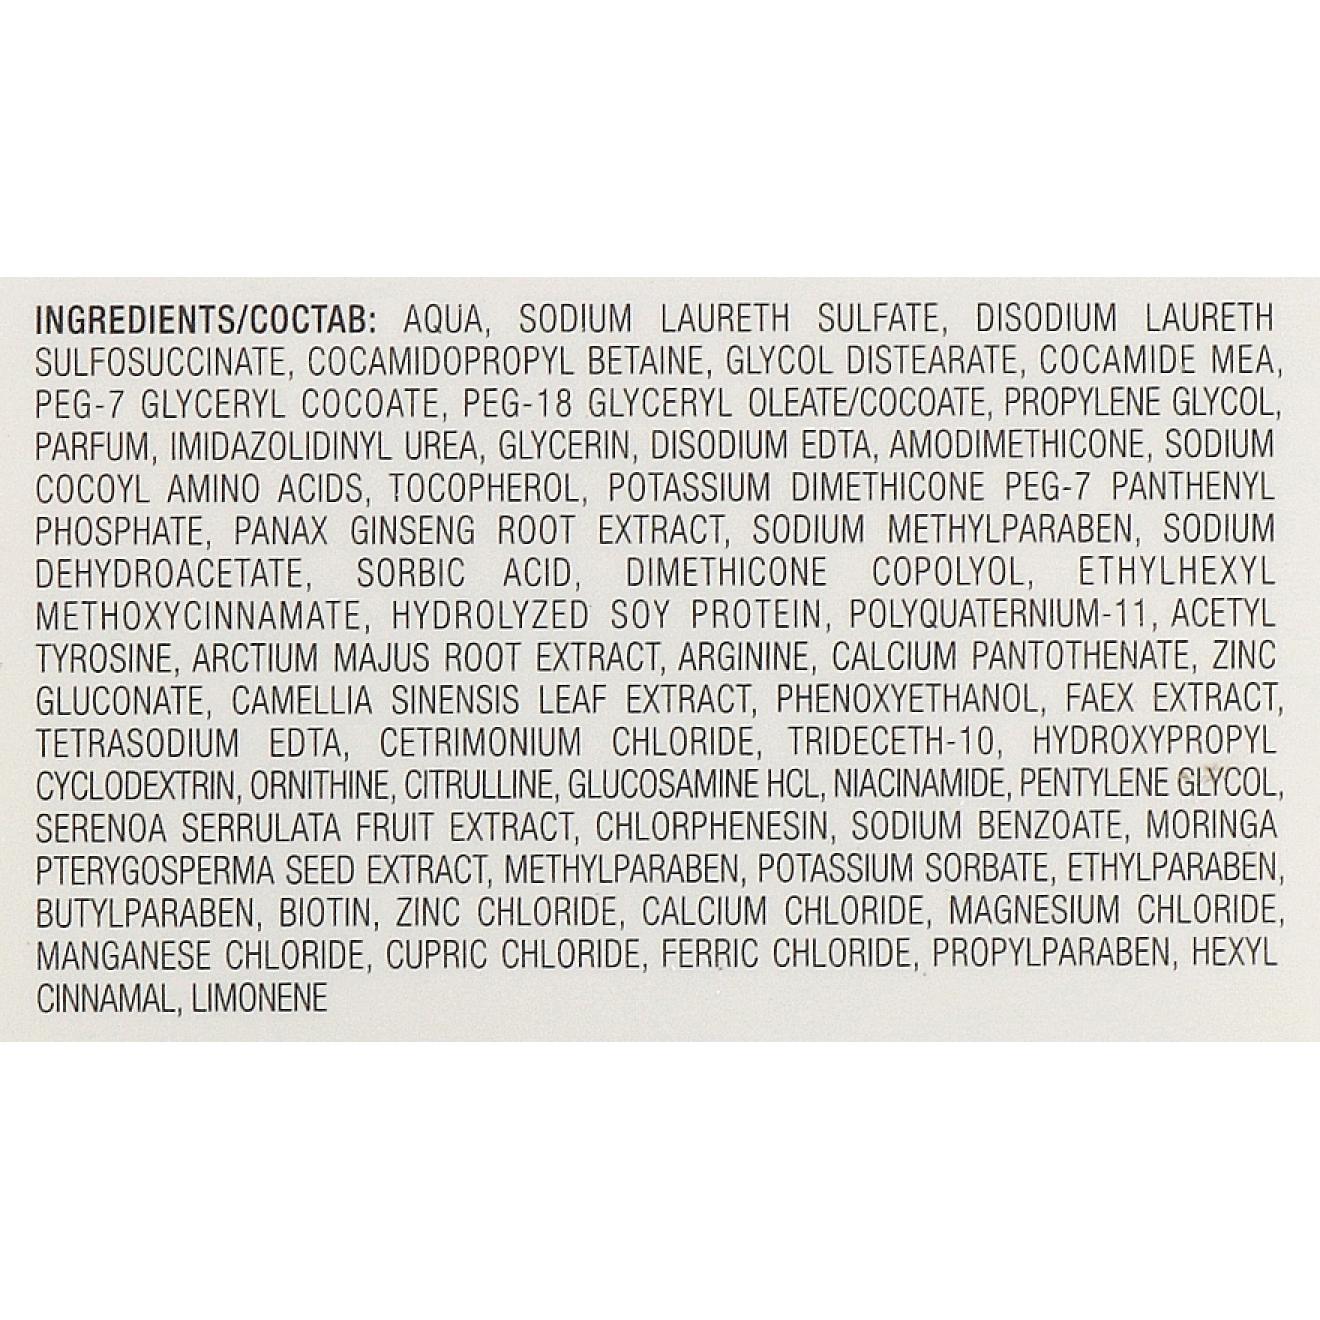 INGREDIENTS/СОСТАВ: AQUA, SODIUM LAURETH SULFATE, DISODIUM LAURETH
SULFOSUCCINATE, COCAMIDOPROPYL BETAINE, GLYCOL DISTEARATE, COCAMIDE MEA,
PEG-7 GLYCERYL COCOATE, PEG-18 GLYCERYL OLEATE/COCOATE, PROPYLENE GLYCOL,
PARFUM, IMIDAZOLIDINYL UREA, GLYCERIN, DISODIUM EDTA, AMODIMETHICONE, SODIUM
COCOYL AMINO ACIDS, TOCOPHEROL, POTASSIUM DIMETHICONE PEG-7 PANTHENYL
PHOSPHATE, PANAX GINSENG ROOT EXTRACT, SODIUM METHYLPARABEN, SODIUM
DEHYDROACETATE, SORBIC ACID, DIMETHICONE COPOLYOL, ETHYLHEXYL
METHOXYCINNAMATE, HYDROLYZED SOY PROTEIN, POLYQUATERNIUM-11, ACETYL
TYROSINE, ARCTIUM MAJUS ROOT EXTRACT, ARGININE, CALCIUM PANTOTHENATE, ZINC
GLUCONATE, CAMELLIA SINENSIS LEAF EXTRACT, PHENOXYETHANOL, FAEX EXTRACT,
TETRASODIUM EDTA, CETRIMONIUM CHLORIDE, TRIDECETH-10, HYDROXYPROPYL
CYCLODEXTRIN, ORNITHINE, CITRULLINE, GLUCOSAMINE HCL, NIACINAMIDE, PENTYLENE GLYCOL,
SERENOA SERRULATA FRUIT EXTRACT, CHLORPHENESIN, SODIUM BENZOATE, MORINGA
PTERYGOSPERMA SEED EXTRACT, METHYLPARABEN, POTASSIUM SORBATE, ETHYLPARABEN,
BUTYLPARABEN, BIOTIN, ZINC CHLORIDE, CALCIUM CHLORIDE, MAGNESIUM CHLORIDE,
MANGANESE CHLORIDE, CUPRIC CHLORIDE, FERRIC CHLORIDE, PROPYLPARABEN, HEXYL
CINNAMAL, LIMONENE